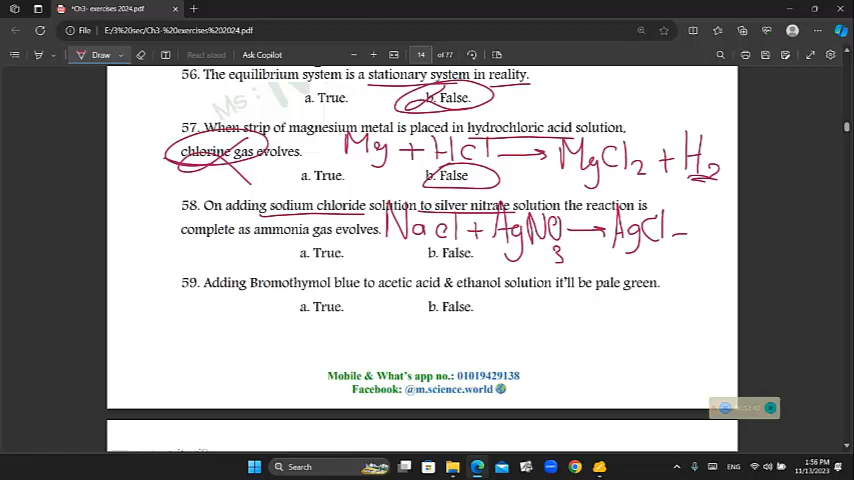 *Ch3- exercises 2024.pdf
File
E:/3%20sec/Ch3-%20exercises%202024.pdf
Draw
Read aloud
Ask Copilot
14
of 77
Edit with Acrobat
56. The equilibrium system is a stationary system in reality.
a. True.
b. False.
Ms:
57. When strip of magnesium metal is placed in hydrochloric acid solution,
chlorine gas evolves.
Mg + HCl → MgCl2 + H2
a. True.
b. False
58. On adding sodium chloride solution to silver nitrate solution the reaction is
complete as ammonia gas evolves.
NaCl + AgNO3 → AgCl
a. True.
b. False.
59. Adding Bromothymol blue to acetic acid & ethanol solution it'll be pale green.
a. True.
b. False.
Mobile & What's app no.: 01019429138
Facebook: @m.science.world
Search
ENG
1:56 PM
11/13/2023